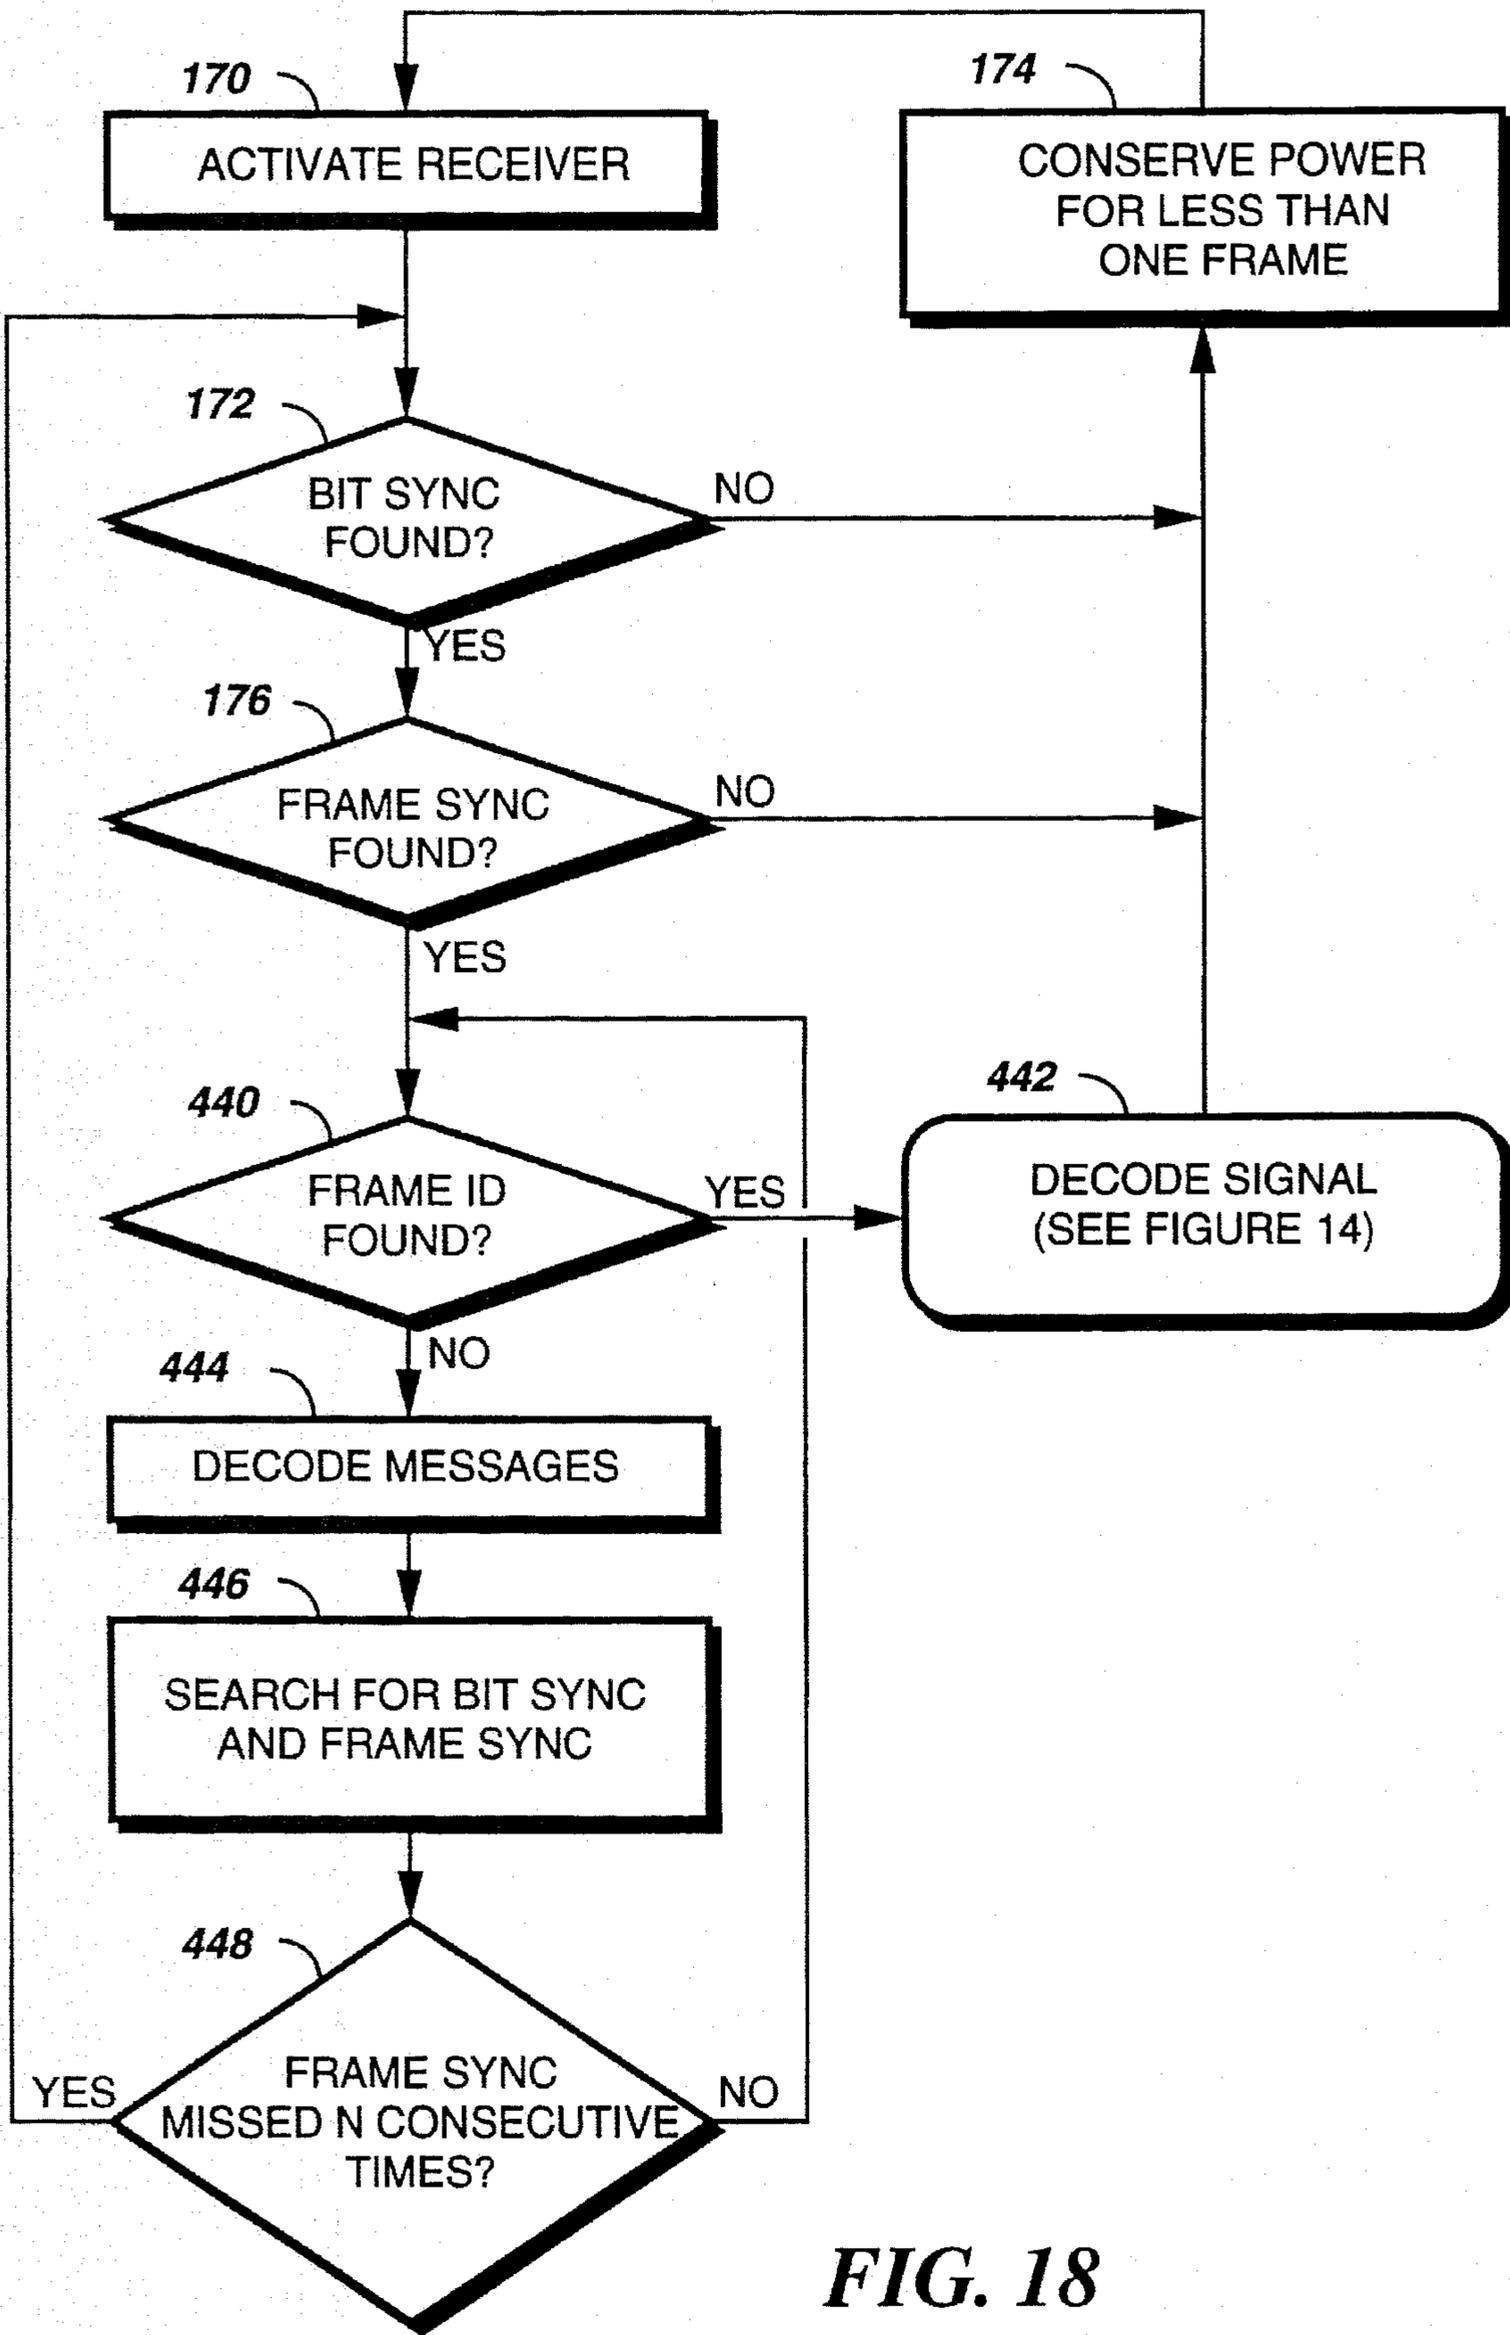 170
ACTIVATE RECEIVER
174
CONSERVE POWER
FOR LESS THAN
ONE FRAME
172
BIT SYNC
FOUND?
NO
YES
176
FRAME SYNC
FOUND?
NO
YES
440
FRAME ID
FOUND?
YES
442
DECODE SIGNAL
(SEE FIGURE 14)
NO
444
DECODE MESSAGES
446
SEARCH FOR BIT SYNC
AND FRAME SYNC
448
FRAME SYNC
MISSED N CONSECUTIVE
TIMES?
YES
NO
FIG. 18